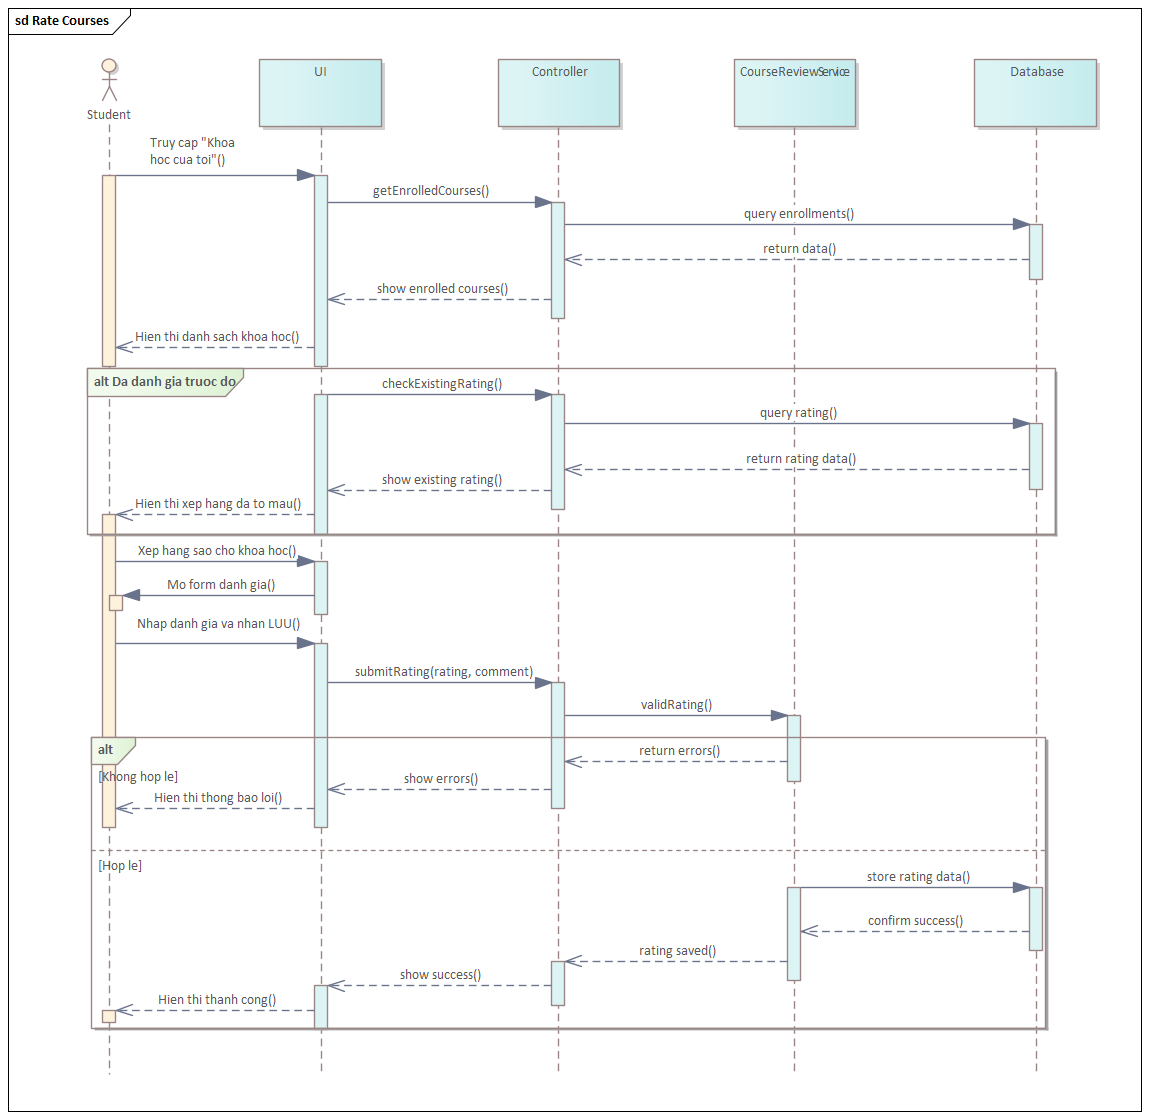 sd Rate Courses
Student
UI
Controller
CourseReviewService
Database
Truy cap "Khoa
hoc cua toi"()
getEnrolledCourses()
query enrollments()
return data()
show enrolled courses()
Hien thi danh sach khoa hoc()
alt Da danh gia truoc do
checkExistingRating()
query rating()
return rating data()
show existing rating()
Hien thi xep hang da to mau()
Xep hang sao cho khoa hoc()
Mo form danh gia()
Nhap danh gia va nhan LUU()
submitRating(rating, comment)
validRating()
alt
return errors()
[Khong hop le]
show errors()
Hien thi thong bao loi()
[Hop le]
store rating data()
confirm success()
rating saved()
show success()
Hien thi thanh cong()